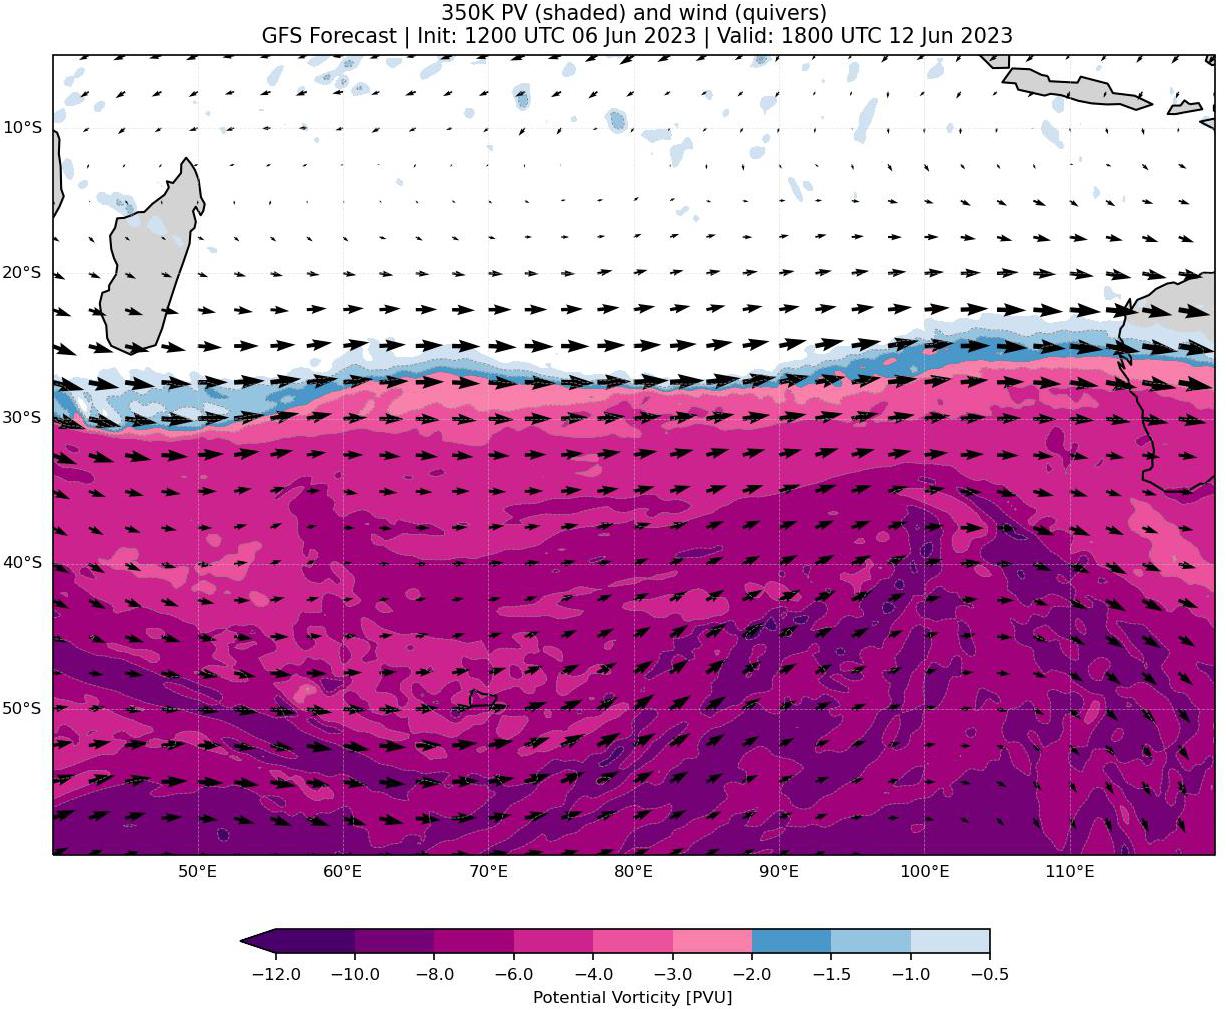 350K PV (shaded) and wind (quivers)
GFS Forecast | Init: 1200 UTC 06 Jun 2023 | Valid: 1800 UTC 12 Jun 2023
10°S
20°S
30°S
40°S
50°S
50°E 60°E 70°E 80°E 90°E 100°E 110°E
−12.0 −10.0 −8.0 −6.0 −4.0 −3.0 −2.0 −1.5 −1.0 −0.5
Potential Vorticity [PVU]